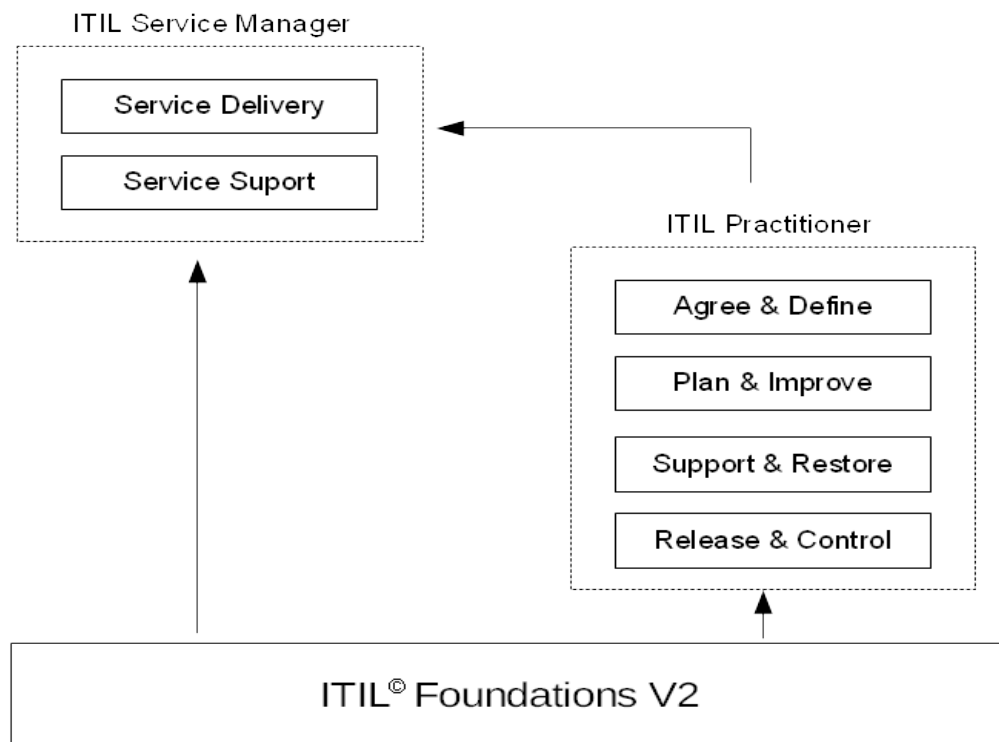 ITIL Service Manager
Service Delivery
Service Suport
ITIL Practitioner
Agree & Define
Plan & Improve
Support & Restore
Release & Control
ITIL© Foundations V2